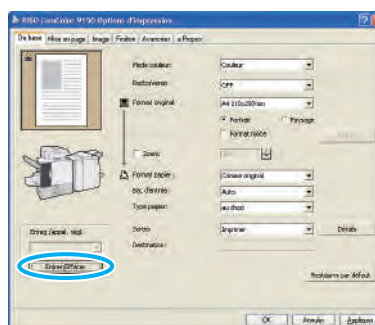 RISO ComColor 9150 Options d'impression
De base Mise en page Image Finition Avancées A Propos
Mode couleur: Couleur
Recto/verso: OFF
Format original: A4 210x297mm
Portrait Paysage
Format mixte
Zoom:
Format papier: Comme original
Bac d'entrée: Auto
Type papier: au choix
Enreg./appel. régl. Sortie: Imprimer Détails
Destination:
Entrer/Effacer
Restaurer par défaut
OK Annuler Appliquer